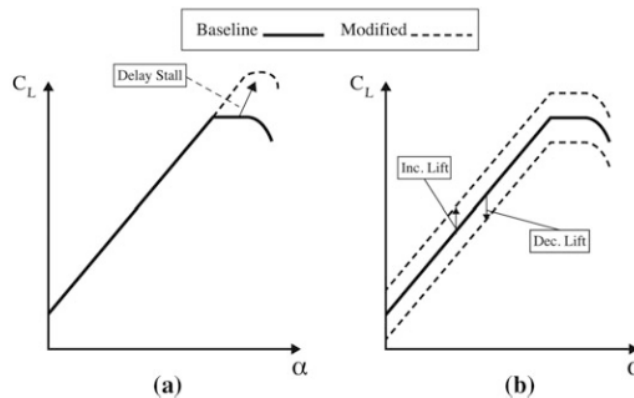 Baseline Modified
Delay Stall
C_L
α
(a)
C_L
Inc. Lift
Dec. Lift
α
(b)